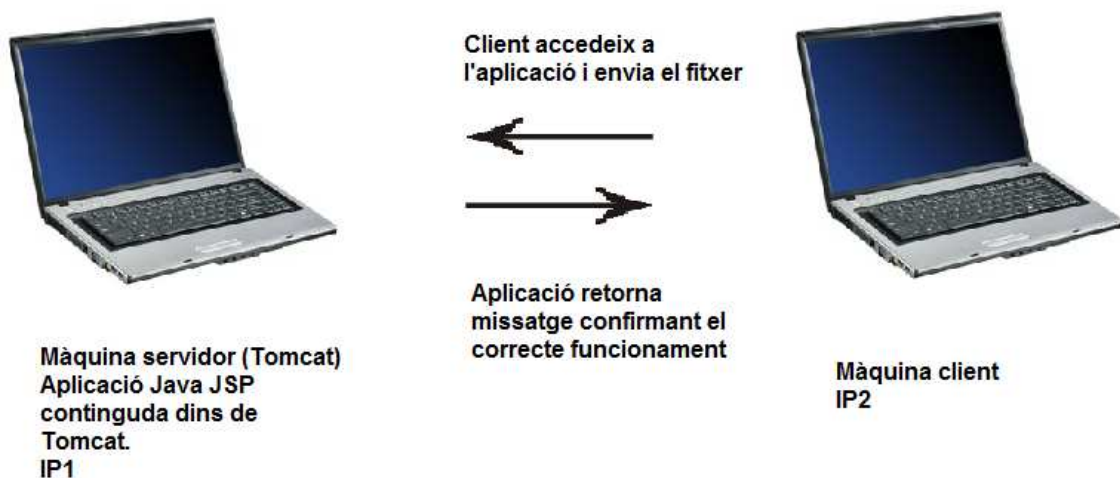 Client accedeix a
l'aplicació i envia el fitxer
Aplicació retorna
missatge confirmant el
correcte funcionament
Màquina servidor (Tomcat)
Aplicació Java JSP
continguda dins de
Tomcat.
IP1
Màquina client
IP2